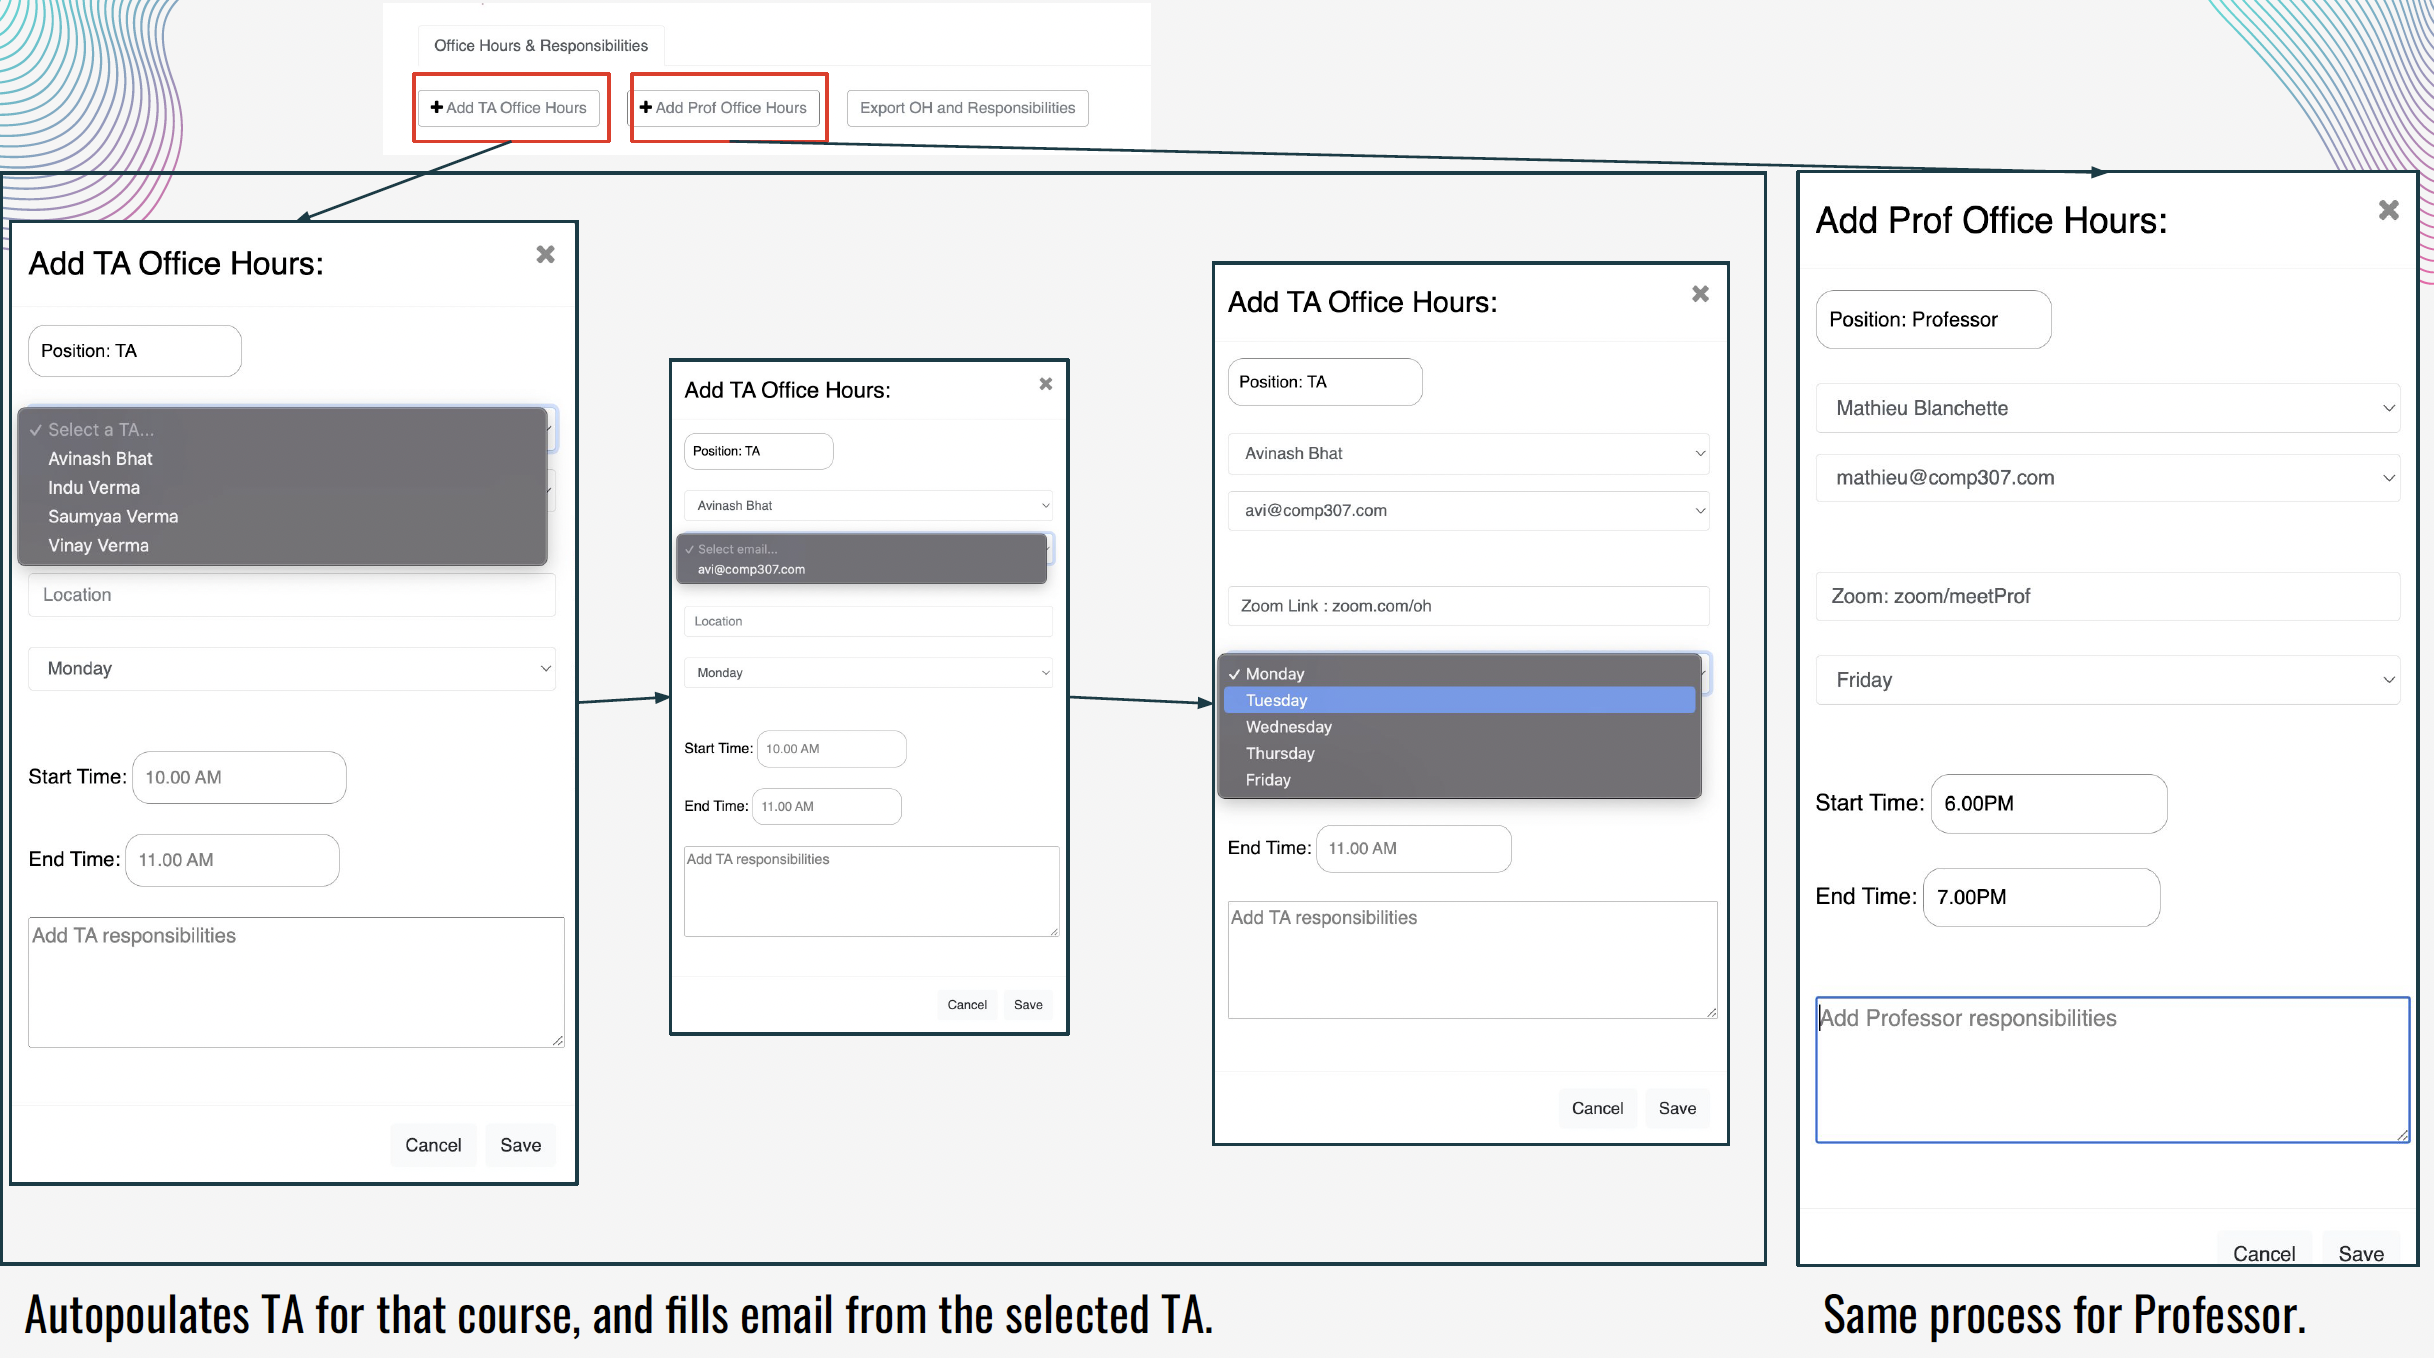 Office Hours & Responsibilities
Add TA Office Hours
Add Prof Office Hours
Export OH and Responsibilities
Add TA Office Hours:
Position: TA
Select a TA...
Avinash Bhat
Indu Verma
Saumyaa Verma
Vinay Verma
Location
Monday
Start Time: 10.00 AM
End Time: 11.00 AM
Add TA responsibilities
Cancel Save
Add TA Office Hours:
Position: TA
Avinash Bhat
Select email...
avi@comp307.com
Location
Monday
Start Time: 10.00 AM
End Time: 11.00 AM
Add TA responsibilities
Cancel Save
Add TA Office Hours:
Position: TA
Avinash Bhat
avi@comp307.com
Zoom Link : zoom.com/oh
Monday
Tuesday
Wednesday
Thursday
Friday
End Time: 11.00 AM
Add TA responsibilities
Cancel Save
Add Prof Office Hours:
Position: Professor
Mathieu Blanchette
mathieu@comp307.com
Zoom: zoom/meetProf
Friday
Start Time: 6.00PM
End Time: 7.00PM
Add Professor responsibilities
Cancel Save
Autopoulates TA for that course, and fills email from the selected TA.
Same process for Professor.